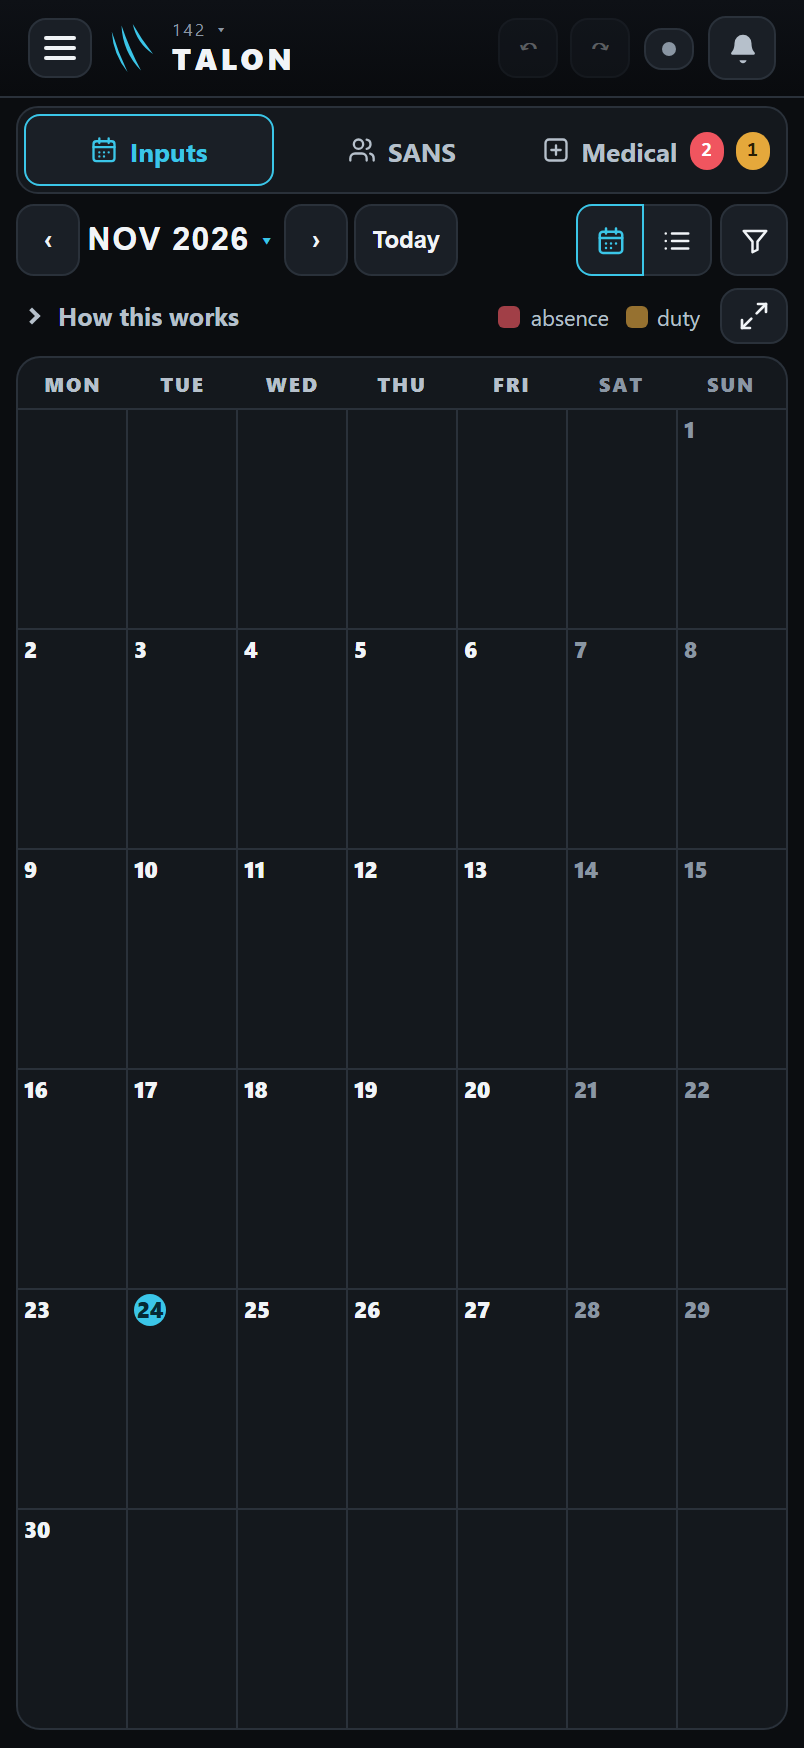 142
TALON
Inputs SANS Medical 2 1
‹ NOV 2026 › Today
How this works absence duty
MON TUE WED THU FRI SAT SUN
1
2 3 4 5 6 7 8
9 10 11 12 13 14 15
16 17 18 19 20 21 22
23 24 25 26 27 28 29
30